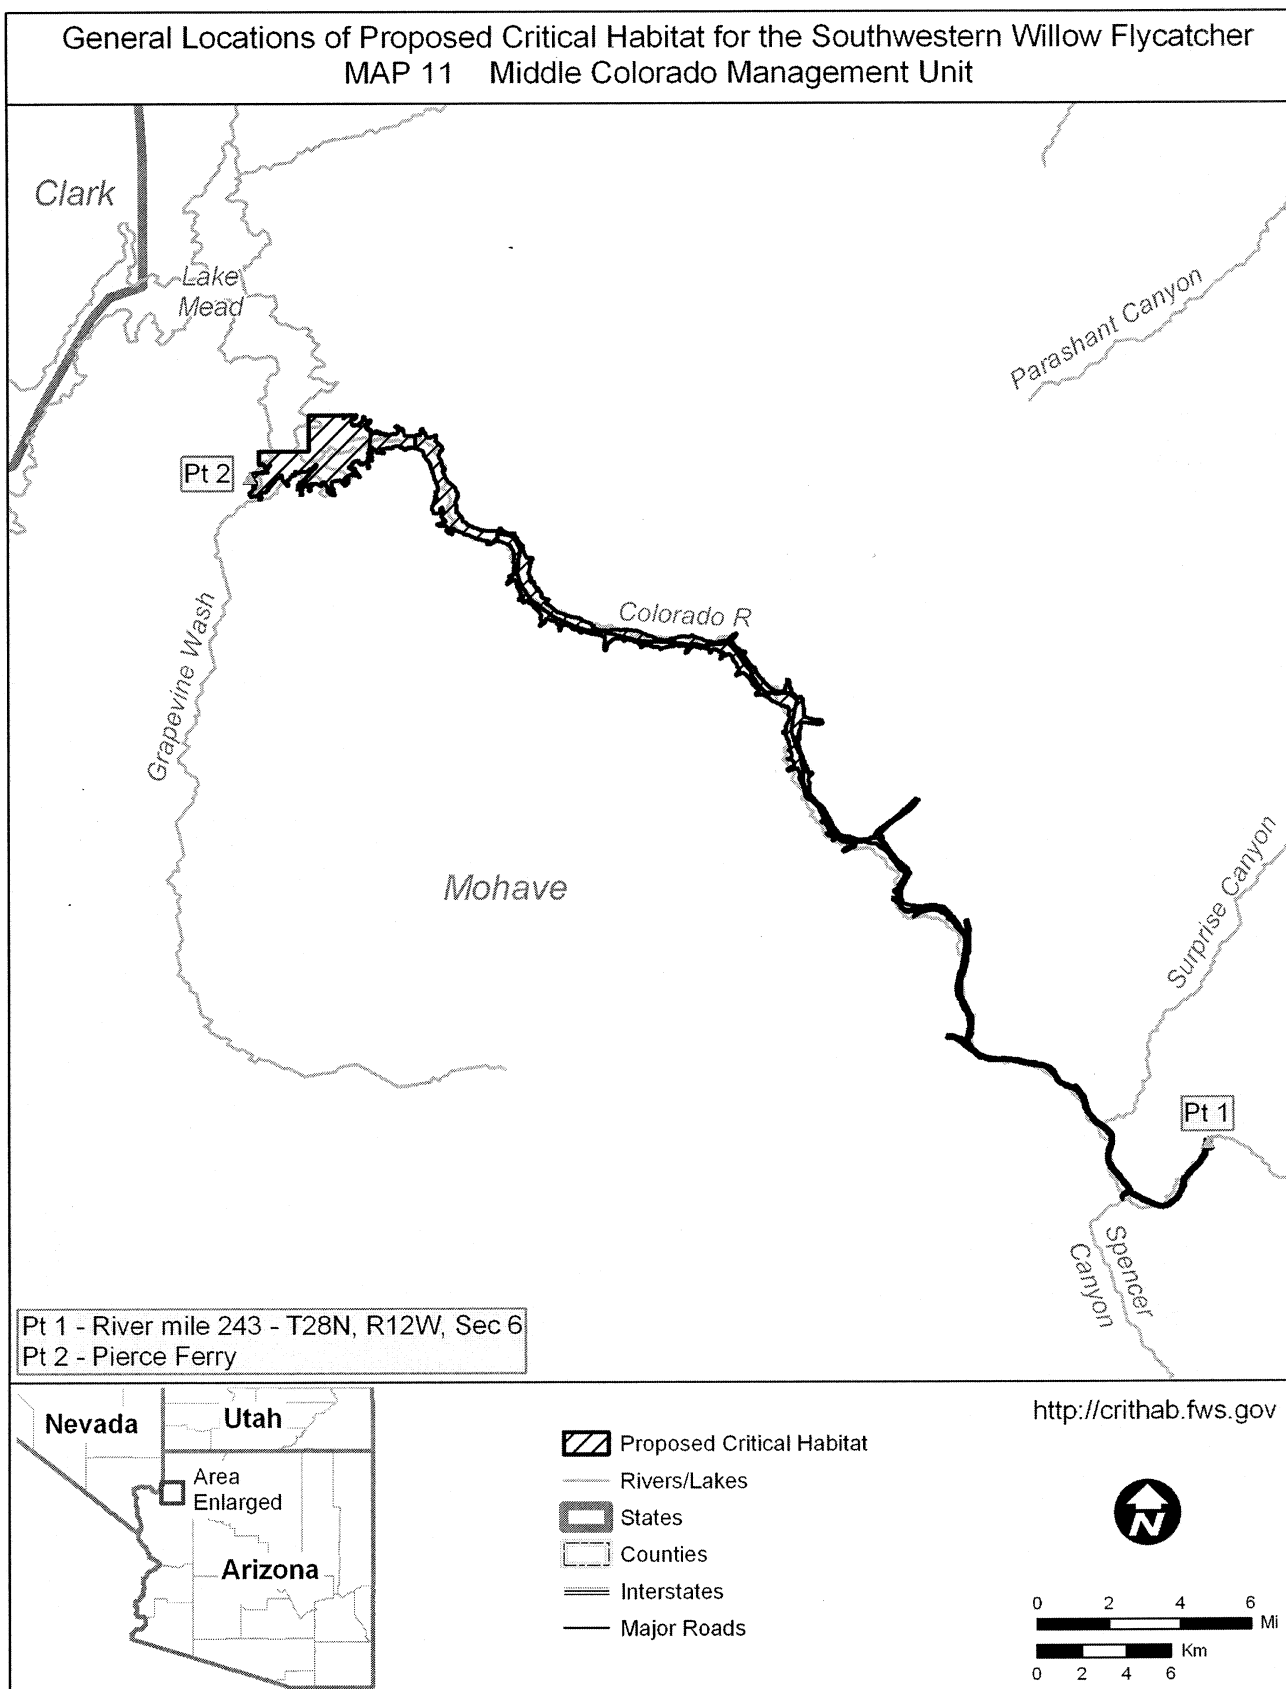 General Locations of Proposed Critical Habitat for the Southwestern Willow Flycatcher
MAP 11 Middle Colorado Management Unit
Clark
Lake
Mead
Parashant Canyon
Pt 2
Colorado R
Grapevine Wash
Mohave
Surprise Canyon
Pt 1
Spencer
Canyon
Pt 1 - River mile 243 - T28N, R12W, Sec 6
Pt 2 - Pierce Ferry
Nevada
Utah
Area
Enlarged
Arizona
Proposed Critical Habitat
Rivers/Lakes
States
Counties
Interstates
Major Roads
http://crithab.fws.gov
N
0 2 4 6
Mi
Km
0 2 4 6